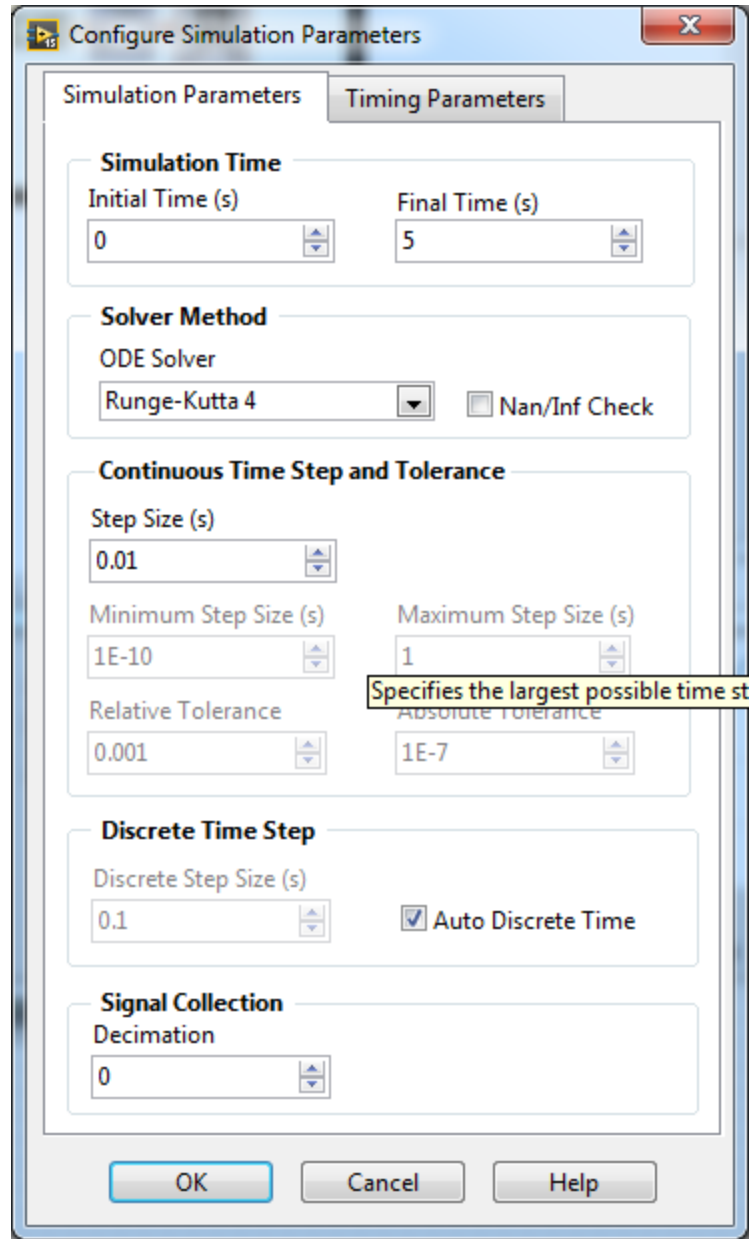 Configure Simulation Parameters
Simulation Parameters Timing Parameters
Simulation Time
Initial Time (s) Final Time (s)
0 5
Solver Method
ODE Solver
Runge-Kutta 4 Nan/Inf Check
Continuous Time Step and Tolerance
Step Size (s)
0.01
Minimum Step Size (s) Maximum Step Size (s)
1E-10 1
Specifies the largest possible time st
Relative Tolerance Absolute Tolerance
0.001 1E-7
Discrete Time Step
Discrete Step Size (s)
0.1 Auto Discrete Time
Signal Collection
Decimation
0
OK Cancel Help